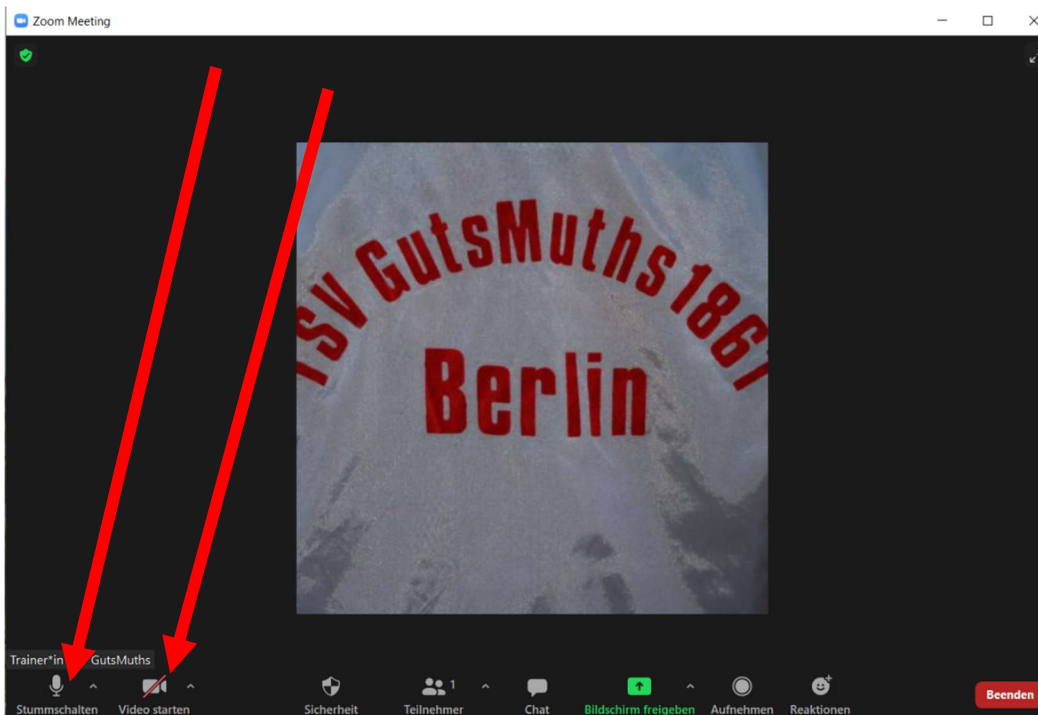 Zoom Meeting
TSV GutsMuths 1861
Berlin
Trainer*in GutsMuths
1
Stummschalten Video starten Sicherheit Teilnehmer Chat Bildschirm freigeben Aufnehmen Reaktionen Beenden